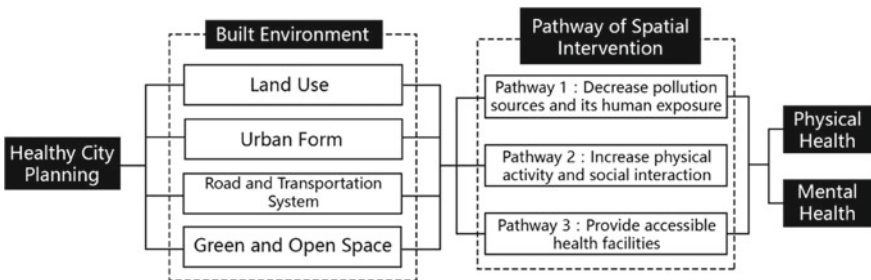 Healthy City
Planning
Built Environment
Land Use
Urban Form
Road and Transportation
System
Green and Open Space
Pathway of Spatial
Intervention
Pathway 1：Decrease pollution
sources and its human exposure
Pathway 2：Increase physical
activity and social interaction
Pathway 3：Provide accessible
health facilities
Physical
Health
Mental
Health